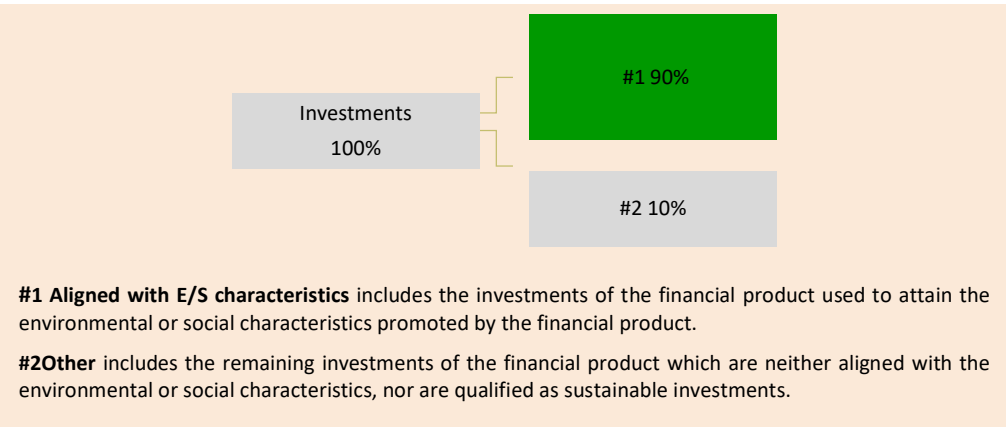 #1 90%
Investments
100%
#2 10%
#1 Aligned with E/S characteristics includes the investments of the financial product used to attain the
environmental or social characteristics promoted by the financial product.
#2Other includes the remaining investments of the financial product which are neither aligned with the
environmental or social characteristics, nor are qualified as sustainable investments.